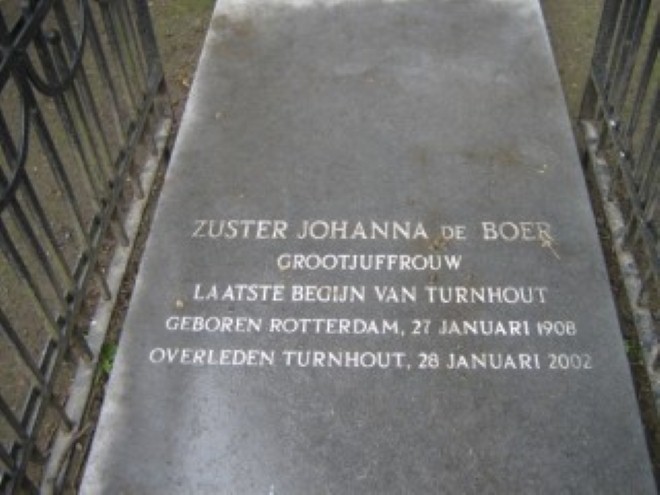 ZUSTER JOHANNA DE BOER
GROOTJUFFROUW
LAATSTE BEGIJN VAN TURNHOUT
GEBOREN ROTTERDAM, 27 JANUARI 1908
OVERLEDEN TURNHOUT, 28 JANUARI 2002